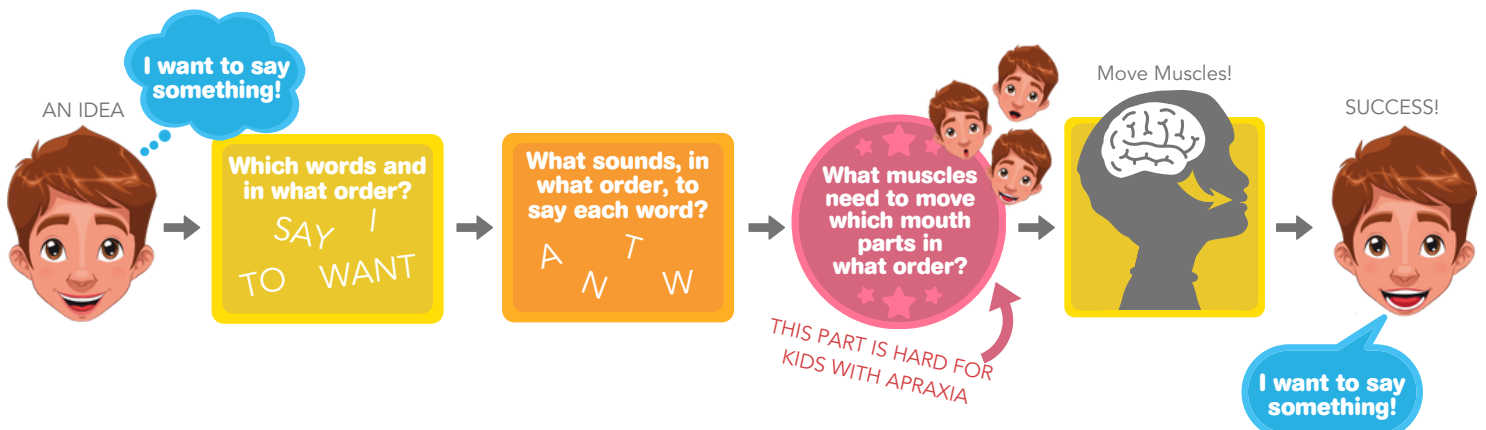 AN IDEA
I want to say
something!
Which words and
in what order?
SAY I
TO WANT
What sounds, in
what order, to
say each word?
A T
N W
What muscles
need to move
which mouth
parts in
what order?
THIS PART IS HARD FOR
KIDS WITH APRAXIA
Move Muscles!
SUCCESS!
I want to say
something!